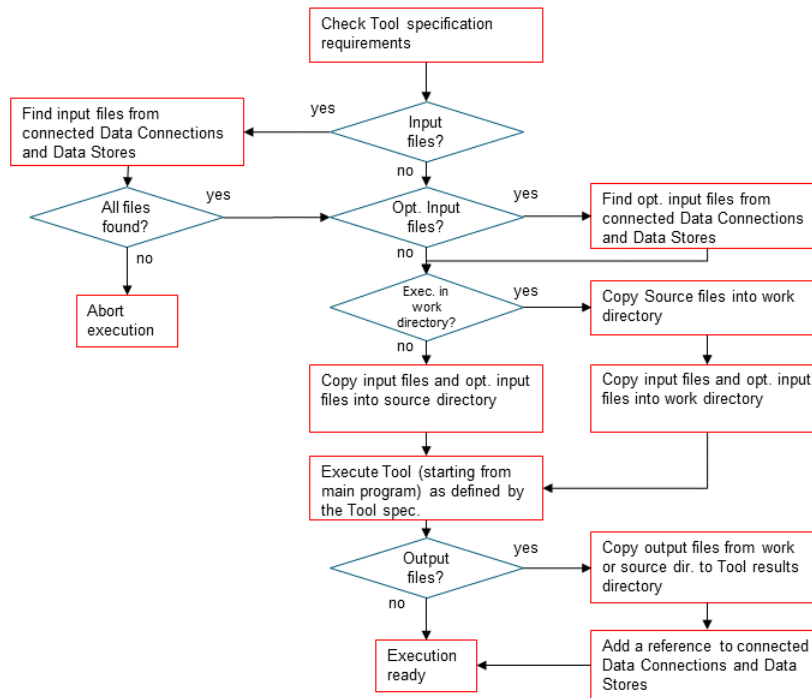 Check Tool specification
requirements
yes
Find input files from
connected Data Connections
and Data Stores
Input
files?
no
yes
All files
found?
Opt. Input
files?
yes
Find opt. input files from
connected Data Connections
and Data Stores
no
no
Abort
execution
Exec. in
work
directory?
yes
Copy Source files into work
directory
no
Copy input files and opt. input
files into source directory
Copy input files and opt. input
files into work directory
Execute Tool (starting from
main program) as defined by
the Tool spec.
Output
files?
yes
Copy output files from work
or source dir. to Tool results
directory
no
Execution
ready
Add a reference to connected
Data Connections and Data
Stores